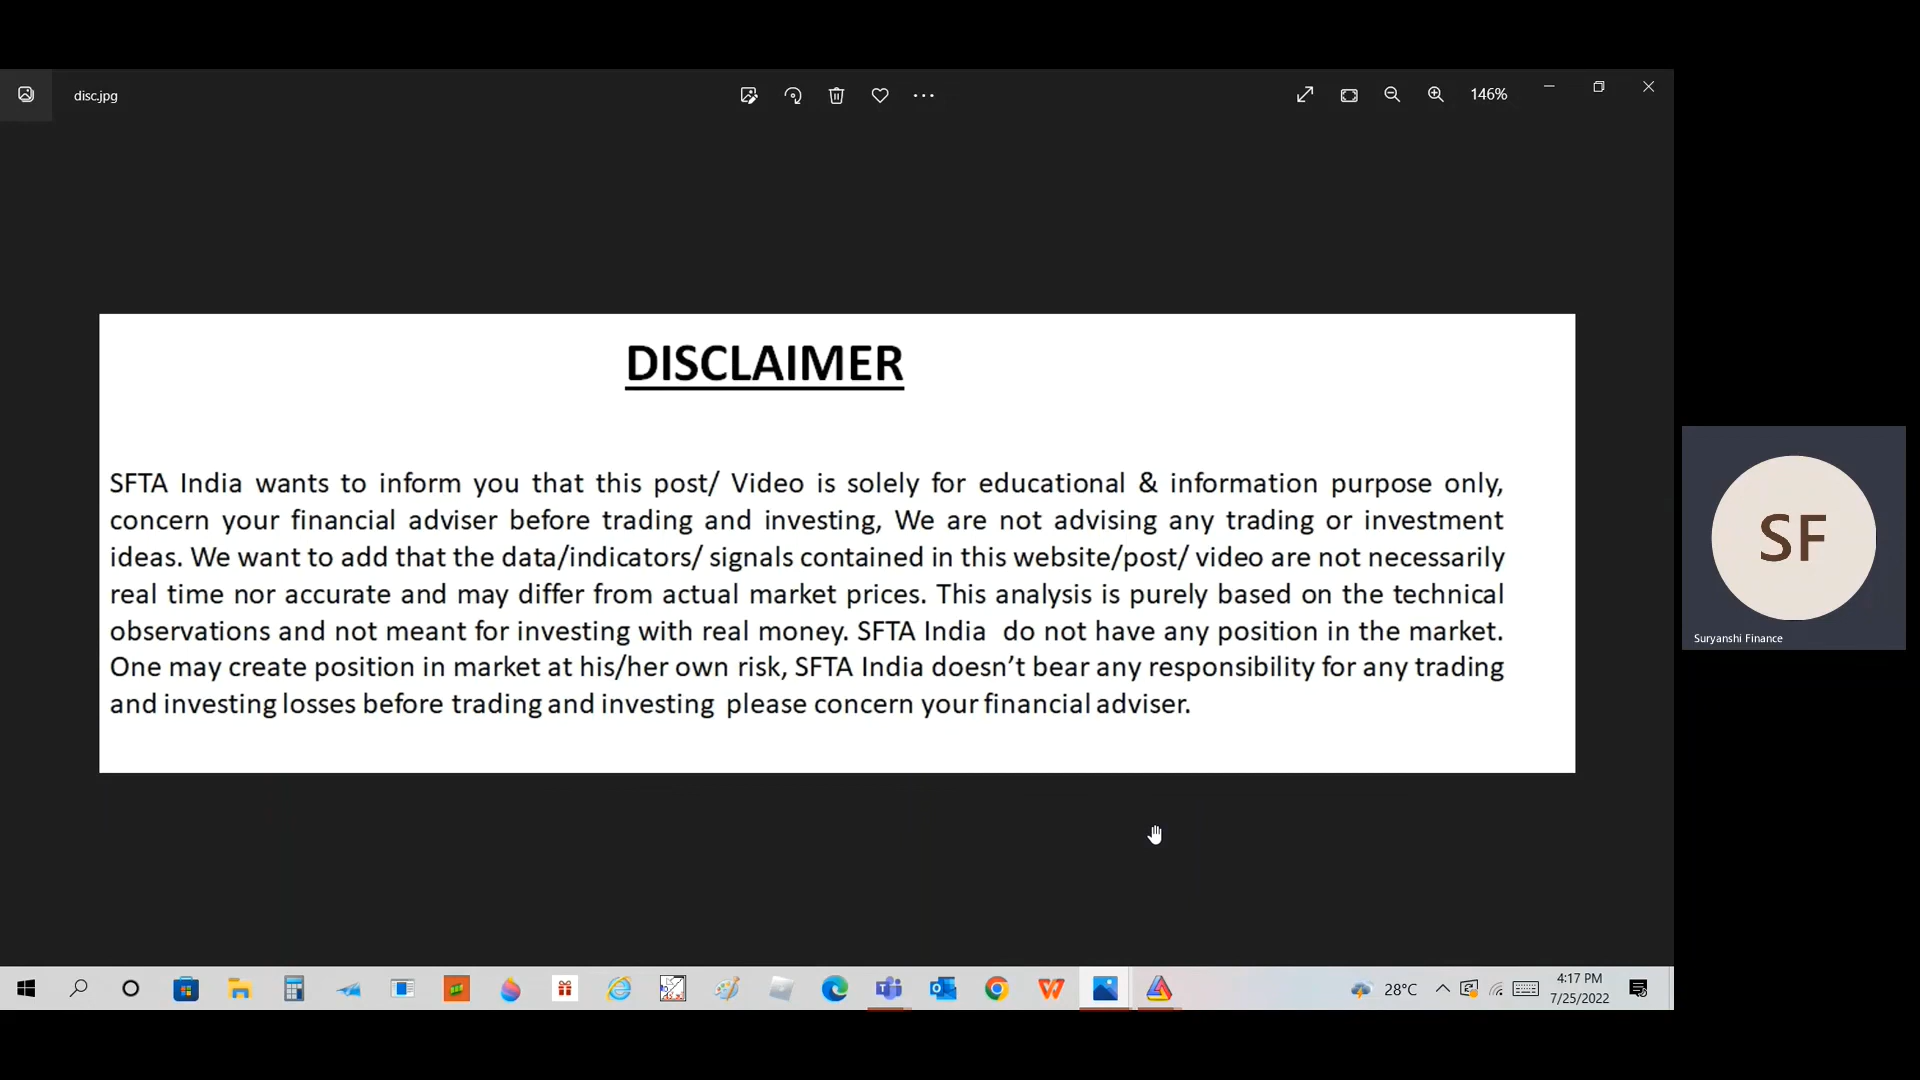 disc.jpg
146%
DISCLAIMER
SFTA India wants to inform you that this post/ Video is solely for educational & information purpose only,
concern your financial adviser before trading and investing, We are not advising any trading or investment
ideas. We want to add that the data/indicators/ signals contained in this website/post/ video are not necessarily
real time nor accurate and may differ from actual market prices. This analysis is purely based on the technical
observations and not meant for investing with real money. SFTA India do not have any position in the market.
One may create position in market at his/her own risk, SFTA India doesn't bear any responsibility for any trading
and investing losses before trading and investing please concern your financial adviser.
SF
Suryanshi Finance
28°C
4:17 PM
7/25/2022